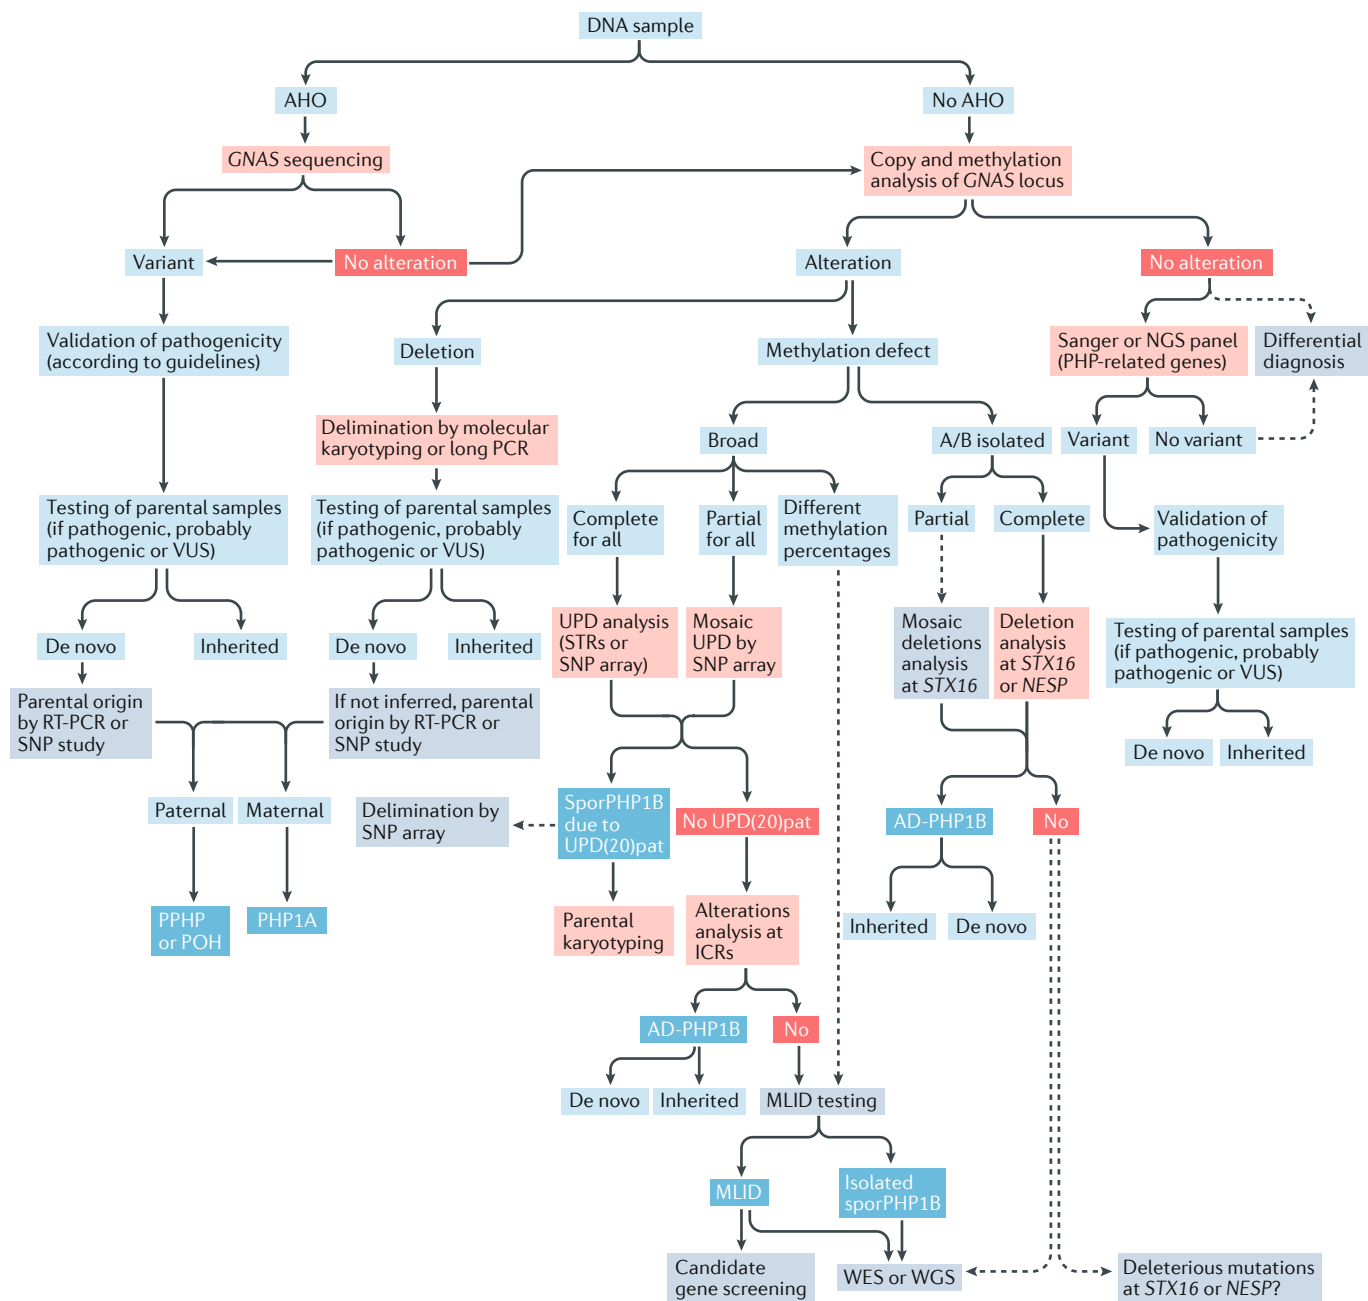 DNA sample
AHO
No AHO
GNAS sequencing
Copy and methylation
analysis of GNAS locus
Variant
No alteration
Alteration
No alteration
Validation of pathogenicity
(according to guidelines)
Deletion
Methylation defect
Sanger or NGS panel
(PHP-related genes)
Differential
diagnosis
Delimination by molecular
karyotyping or long PCR
Broad
A/B isolated
Variant
No variant
Testing of parental samples
(if pathogenic, probably
pathogenic or VUS)
Testing of parental samples
(if pathogenic, probably
pathogenic or VUS)
Complete
for all
Partial
for all
Different
methylation
percentages
Partial
Complete
Validation of
pathogenicity
De novo
Inherited
De novo
Inherited
UPD analysis
(STRs or
SNP array)
Mosaic
UPD by
SNP array
Mosaic
deletions
analysis
at STX16
Deletion
analysis
at STX16
or NESP
Testing of parental samples
(if pathogenic, probably
pathogenic or VUS)
Parental origin
by RT-PCR or
SNP study
If not inferred, parental
origin by RT-PCR or
SNP study
De novo
Inherited
Paternal
Maternal
Delimination by
SNP array
SporPHP1B
due to
UPD(20)pat
No UPD(20)pat
AD-PHP1B
No
PPHP
or POH
PHP1A
Parental
karyotyping
Alterations
analysis at
ICRs
Inherited
De novo
AD-PHP1B
No
De novo
Inherited
MLID testing
MLID
Isolated
sporPHP1B
Candidate
gene screening
WES or WGS
Deleterious mutations
at STX16 or NESP?